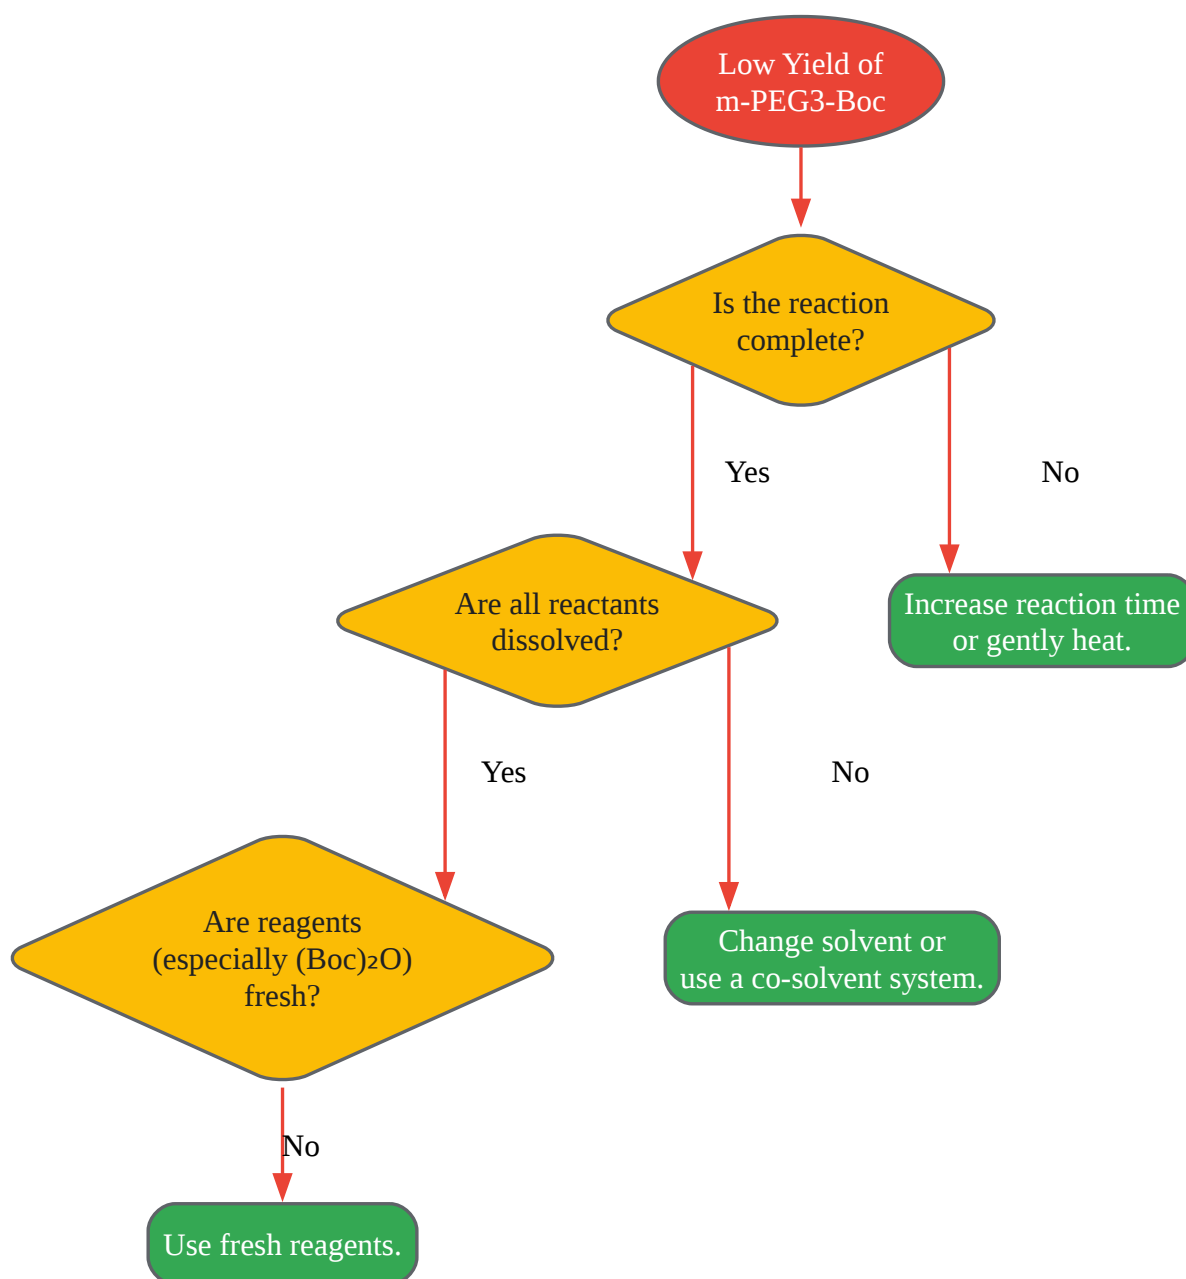 Low Yield of
m-PEG3-Boc
Is the reaction
complete?
Yes
No
Are all reactants
dissolved?
Increase reaction time
or gently heat.
Yes
No
Are reagents
(especially (Boc)₂O)
fresh?
Change solvent or
use a co-solvent system.
No
Use fresh reagents.